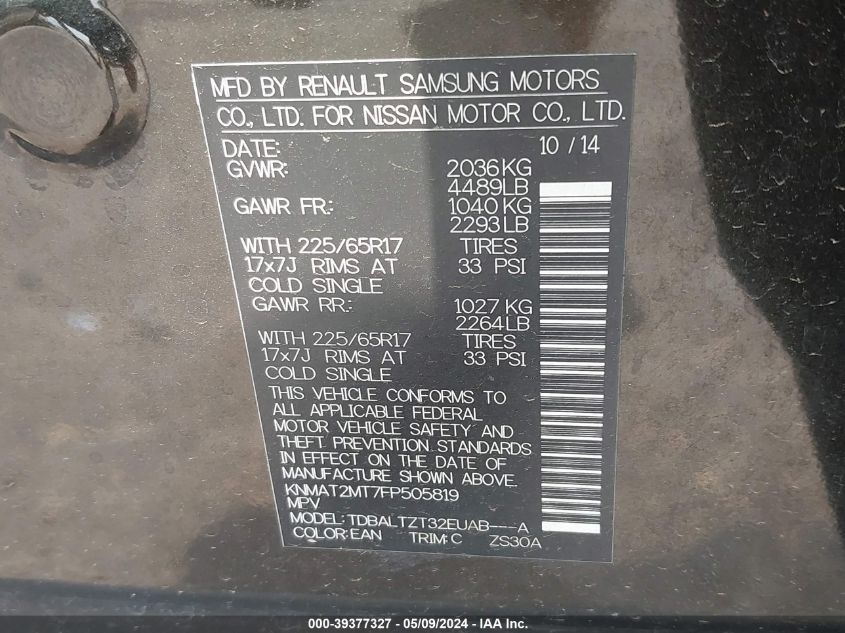 MFD BY RENAULT SAMSUNG MOTORS
CO., LTD. FOR NISSAN MOTOR CO., LTD.
DATE: 10 / 14
GVWR: 2036 KG
4489 LB
GAWR FR: 1040 KG
2293 LB
WITH 225/65R17 TIRES
17x7J RIMS AT 33 PSI
COLD SINGLE
GAWR RR: 1027 KG
2264 LB
WITH 225/65R17 TIRES
17x7J RIMS AT 33 PSI
COLD SINGLE
THIS VEHICLE CONFORMS TO
ALL APPLICABLE FEDERAL
MOTOR VEHICLE SAFETY AND
THEFT PREVENTION STANDARDS
IN EFFECT ON THE DATE OF
MANUFACTURE SHOWN ABOVE.
KNMAT2MT7FP505819
MPV
MODEL: TDBALTZT32EUAB---A
COLOR: EAN TRIM: C ZS30A
000-39377327 - 05/09/2024 - IAA Inc.